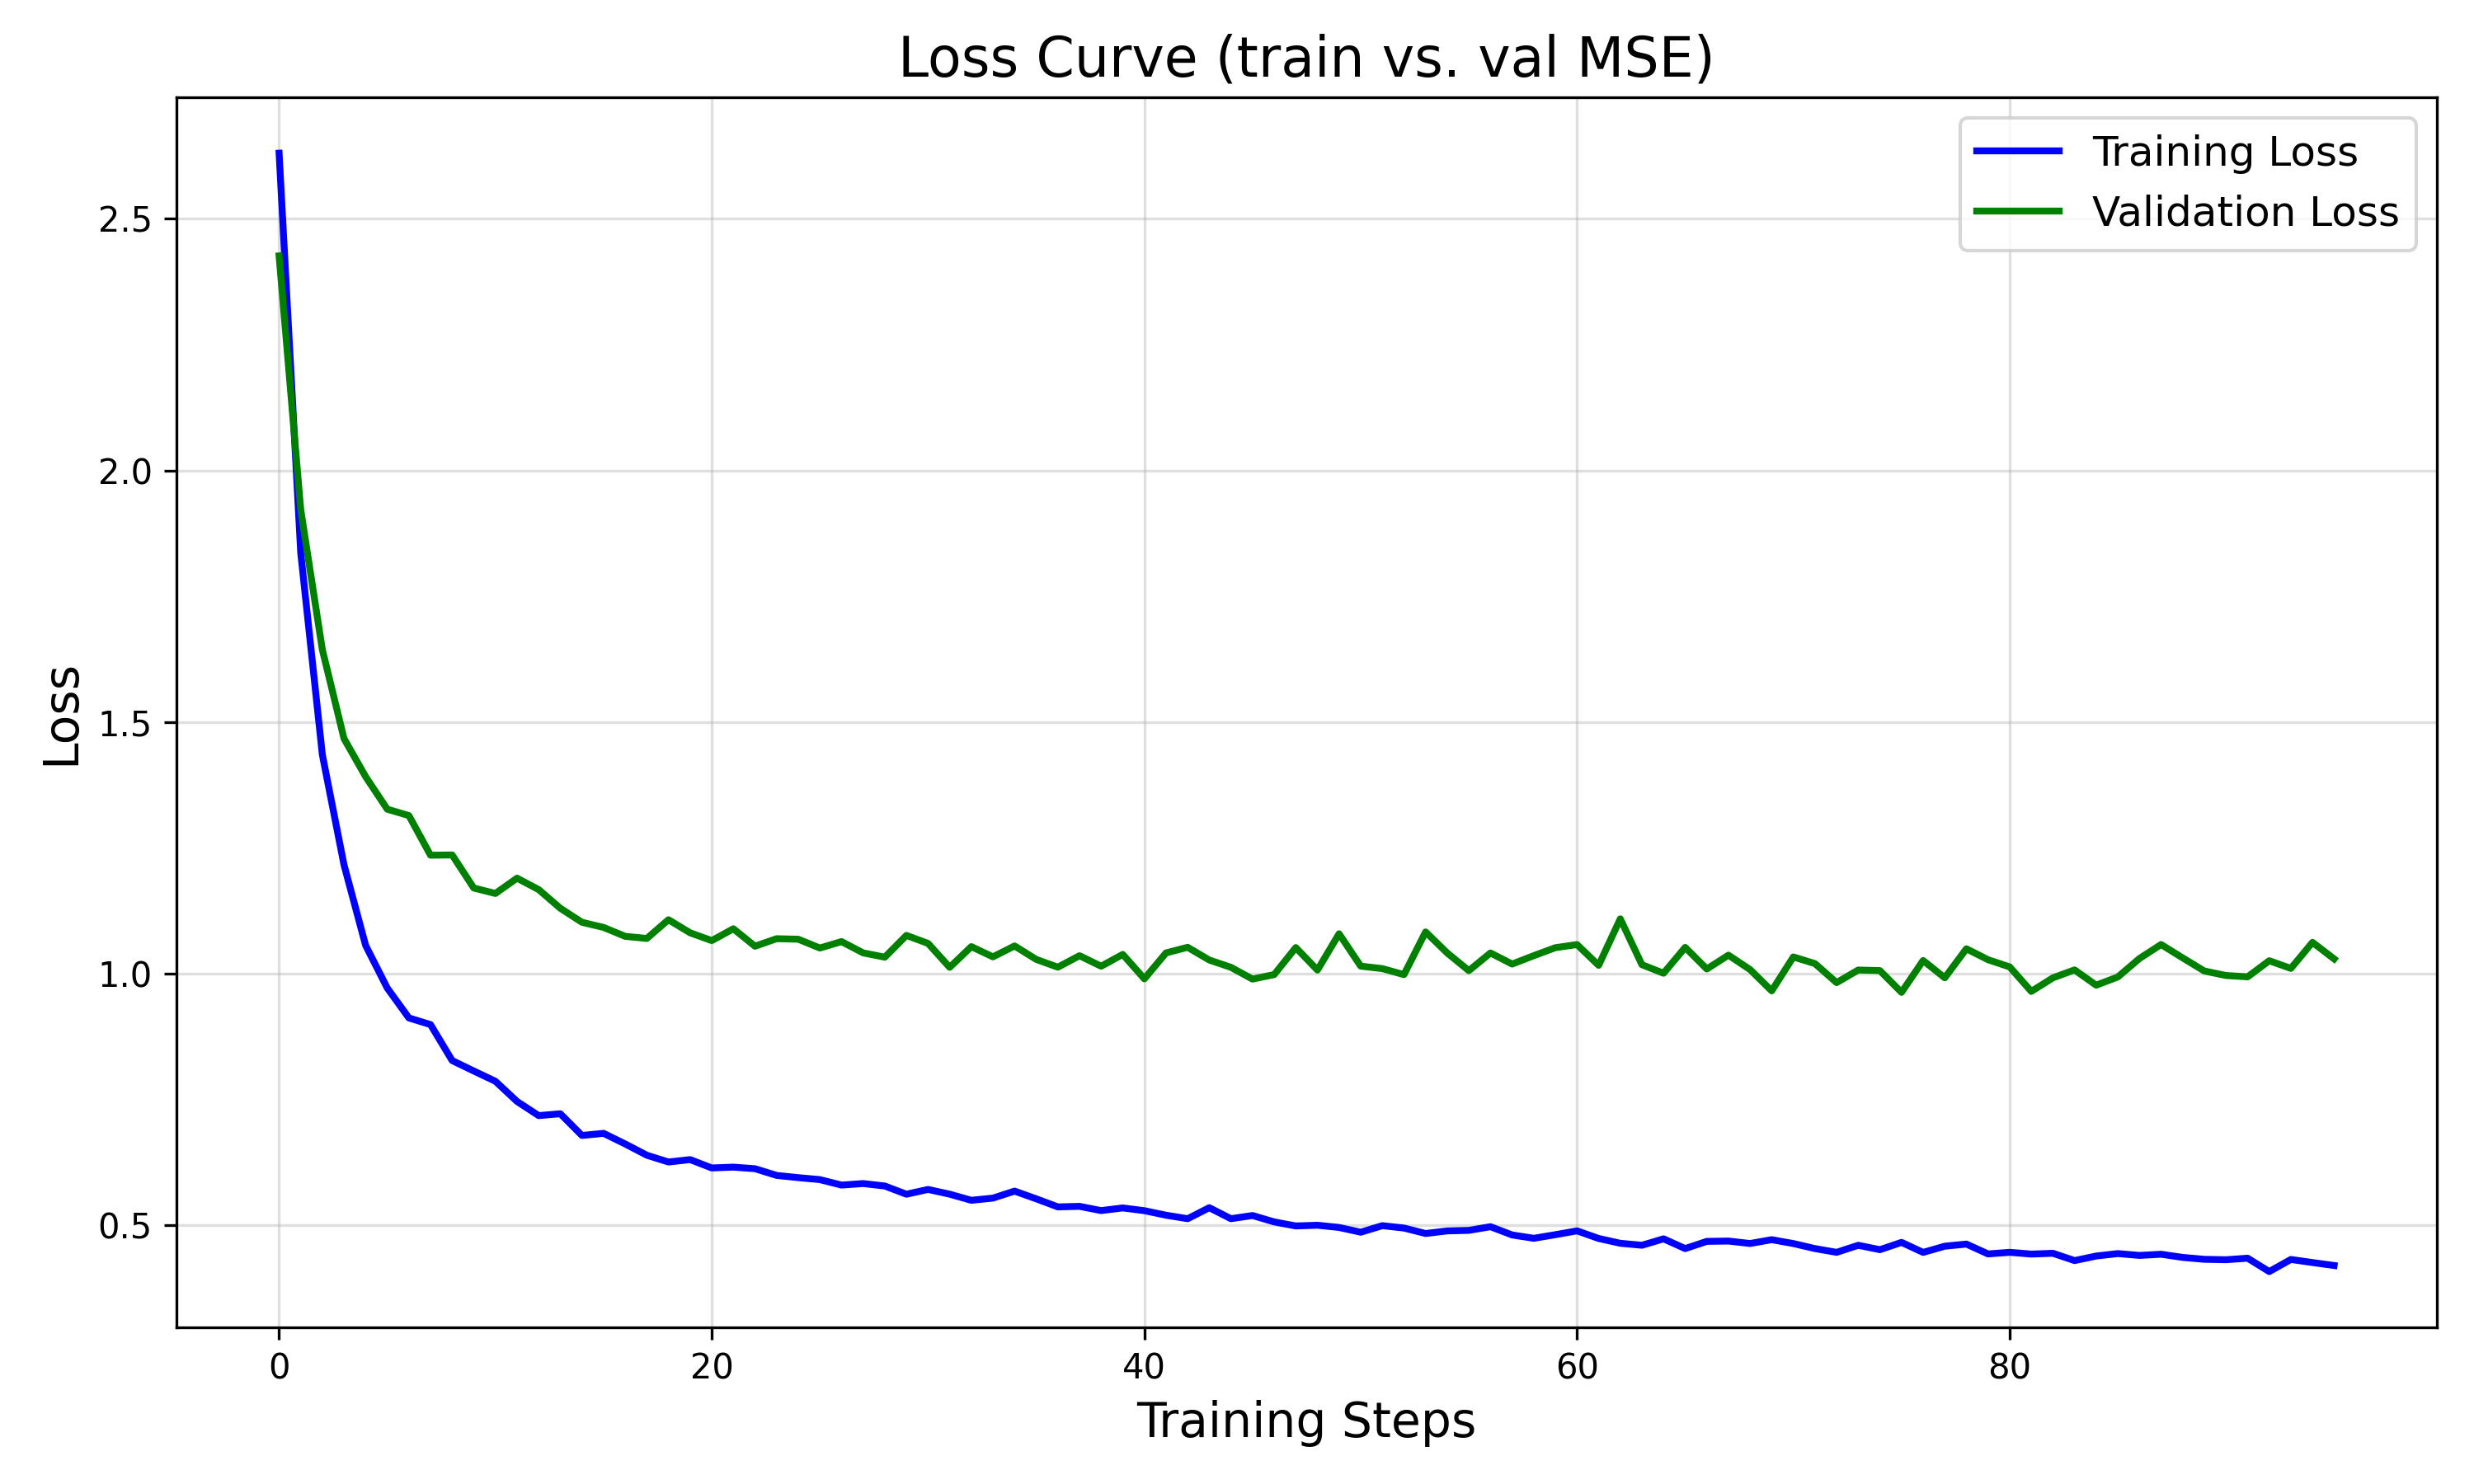 Loss Curve (train vs. val MSE)
Training Loss
Validation Loss
2.5
2.0
1.5
1.0
0.5
Loss
0 20 40 60 80
Training Steps